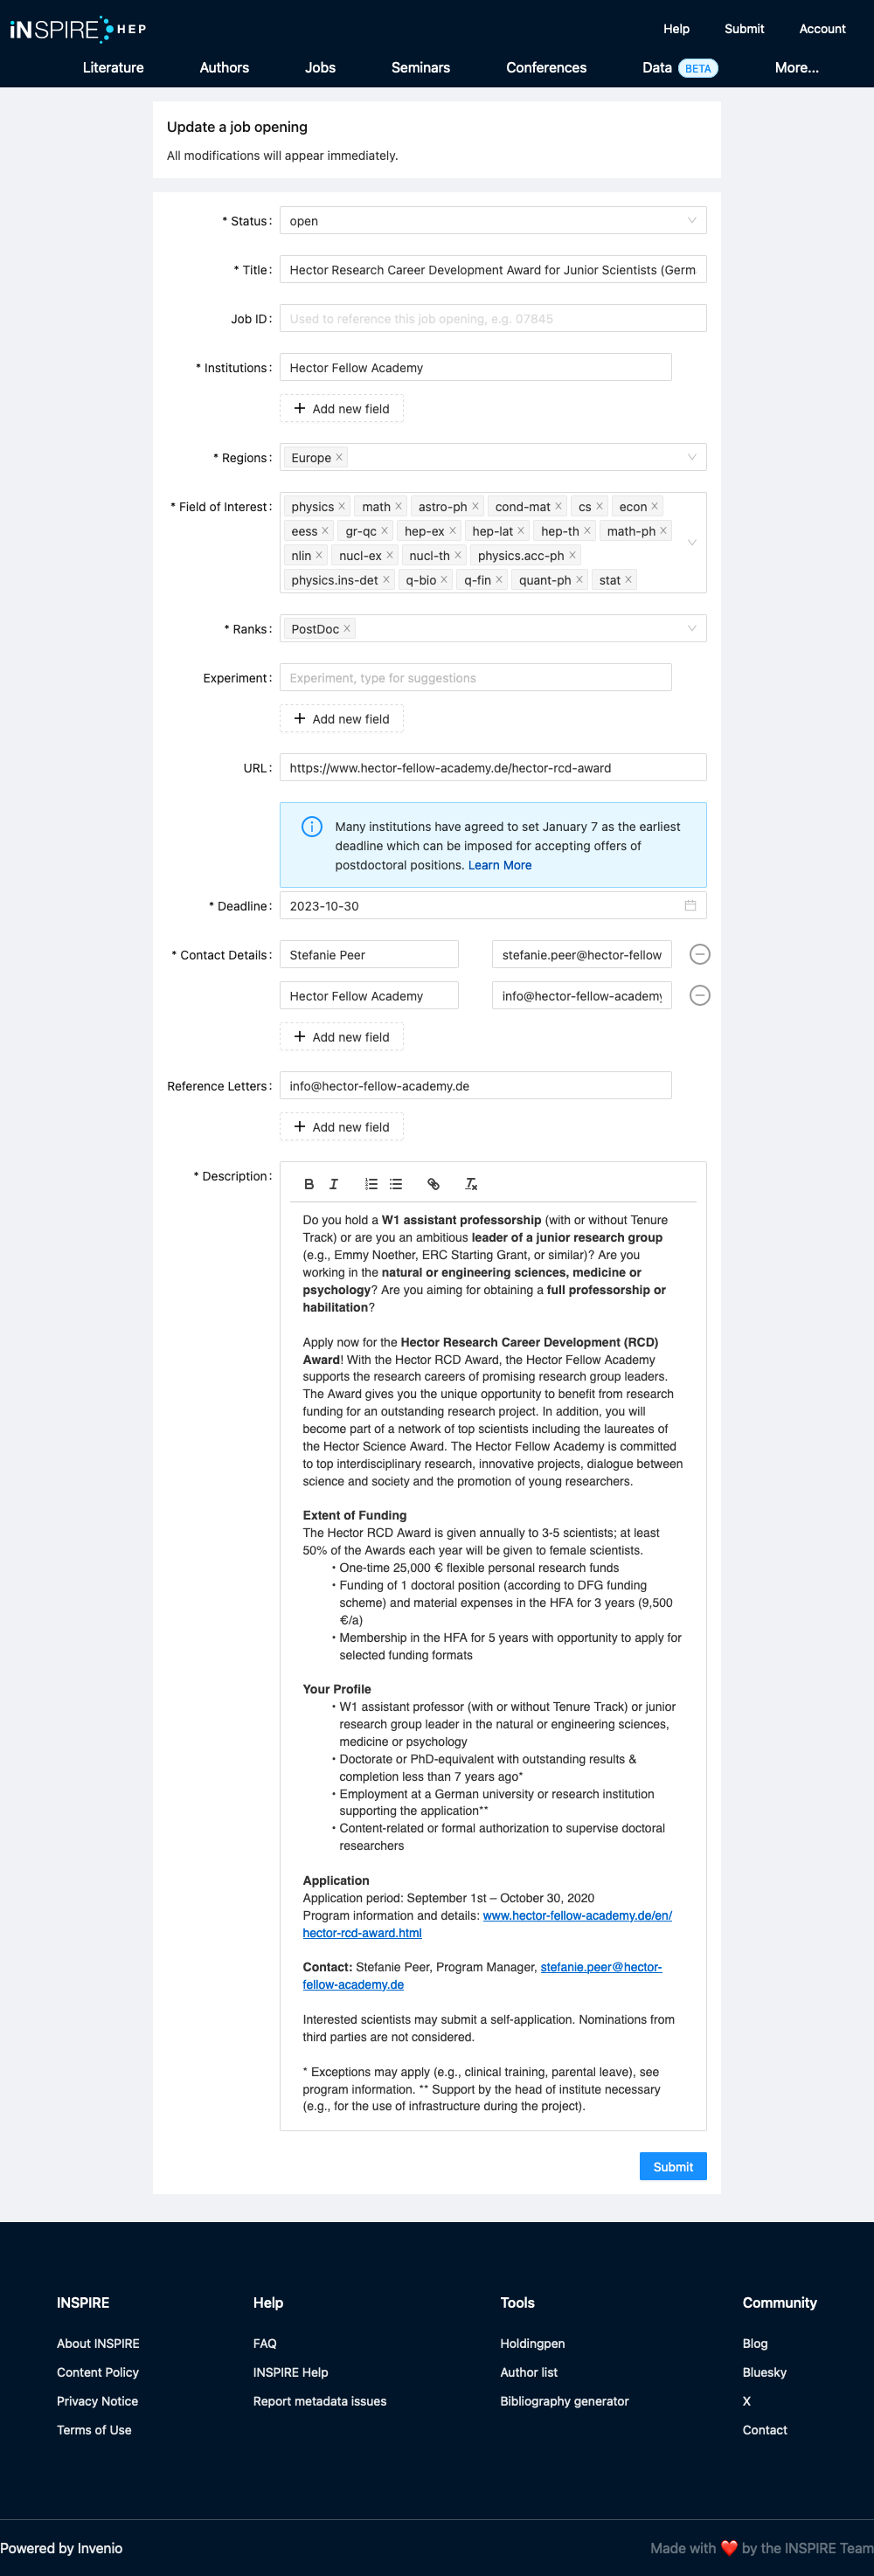 iNSPIRE HEP
Help
Submit
Account
Literature
Authors
Jobs
Seminars
Conferences
Data BETA
More...
Update a job opening
All modifications will appear immediately.
* Status: open
* Title: Hector Research Career Development Award for Junior Scientists (Germ
Job ID: Used to reference this job opening, e.g. 07845
* Institutions: Hector Fellow Academy
+ Add new field
* Regions: Europe
* Field of Interest: physics math astro-ph cond-mat cs econ
eess gr-qc hep-ex hep-lat hep-th math-ph
nlin nucl-ex nucl-th physics.acc-ph
physics.ins-det q-bio q-fin quant-ph stat
* Ranks: PostDoc
Experiment: Experiment, type for suggestions
+ Add new field
URL: https://www.hector-fellow-academy.de/hector-rcd-award
Many institutions have agreed to set January 7 as the earliest
deadline which can be imposed for accepting offers of
postdoctoral positions. Learn More
* Deadline: 2023-10-30
* Contact Details: Stefanie Peer stefanie.peer@hector-fellow
Hector Fellow Academy info@hector-fellow-academy
+ Add new field
Reference Letters: info@hector-fellow-academy.de
+ Add new field
* Description:
Do you hold a W1 assistant professorship (with or without Tenure
Track) or are you an ambitious leader of a junior research group
(e.g., Emmy Noether, ERC Starting Grant, or similar)? Are you
working in the natural or engineering sciences, medicine or
psychology? Are you aiming for obtaining a full professorship or
habilitation?
Apply now for the Hector Research Career Development (RCD)
Award! With the Hector RCD Award, the Hector Fellow Academy
supports the research careers of promising research group leaders.
The Award gives you the unique opportunity to benefit from research
funding for an outstanding research project. In addition, you will
become part of a network of top scientists including the laureates of
the Hector Science Award. The Hector Fellow Academy is committed
to top interdisciplinary research, innovative projects, dialogue between
science and society and the promotion of young researchers.
Extent of Funding
The Hector RCD Award is given annually to 3-5 scientists; at least
50% of the Awards each year will be given to female scientists.
• One-time 25,000 € flexible personal research funds
• Funding of 1 doctoral position (according to DFG funding
scheme) and material expenses in the HFA for 3 years (9,500
€/a)
• Membership in the HFA for 5 years with opportunity to apply for
selected funding formats
Your Profile
• W1 assistant professor (with or without Tenure Track) or junior
research group leader in the natural or engineering sciences,
medicine or psychology
• Doctorate or PhD-equivalent with outstanding results &
completion less than 7 years ago*
• Employment at a German university or research institution
supporting the application**
• Content-related or formal authorization to supervise doctoral
researchers
Application
Application period: September 1st – October 30, 2020
Program information and details: www.hector-fellow-academy.de/en/
hector-rcd-award.html
Contact: Stefanie Peer, Program Manager, stefanie.peer@hector-
fellow-academy.de
Interested scientists may submit a self-application. Nominations from
third parties are not considered.
* Exceptions may apply (e.g., clinical training, parental leave), see
program information. ** Support by the head of institute necessary
(e.g., for the use of infrastructure during the project).
Submit
INSPIRE
About INSPIRE
Content Policy
Privacy Notice
Terms of Use
Help
FAQ
INSPIRE Help
Report metadata issues
Tools
Holdingpen
Author list
Bibliography generator
Community
Blog
Bluesky
X
Contact
Powered by Invenio
Made with ❤️ by the INSPIRE Team